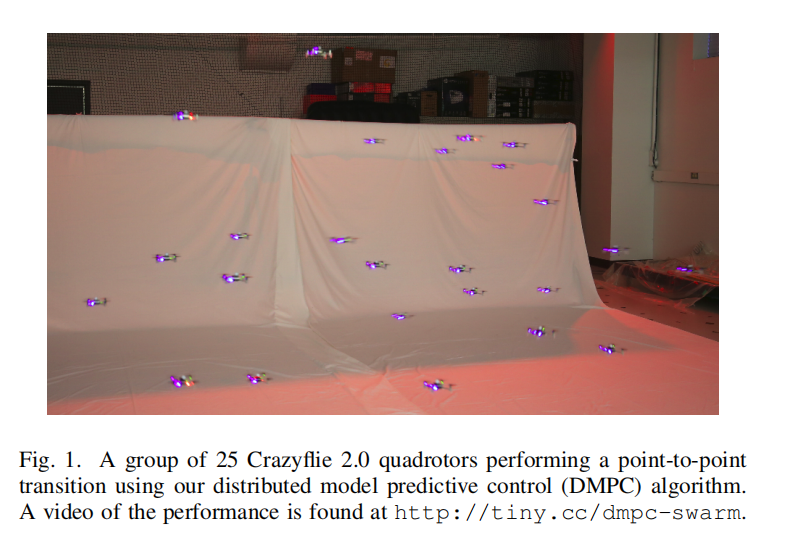 Fig. 1. A group of 25 Crazyflie 2.0 quadrotors performing a point-to-point
transition using our distributed model predictive control (DMPC) algorithm.
A video of the performance is found at http://tiny.cc/dmpc-swarm.